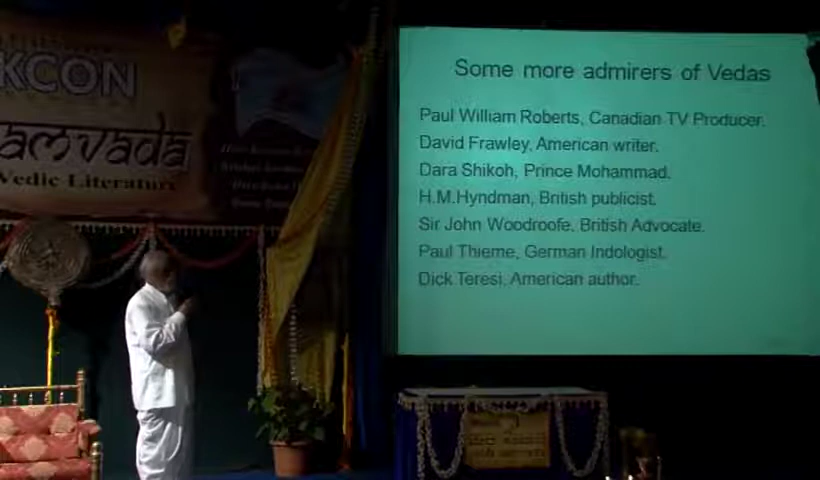 KCON
amvada
Vedic Literature
Some more admirers of Vedas
Paul William Roberts, Canadian TV Producer.
David Frawley, American writer.
Dara Shikoh, Prince Mohammad.
H.M.Hyndman, British publicist.
Sir John Woodroofe, British Advocate.
Paul Thieme, German Indologist.
Dick Teresi, American author.